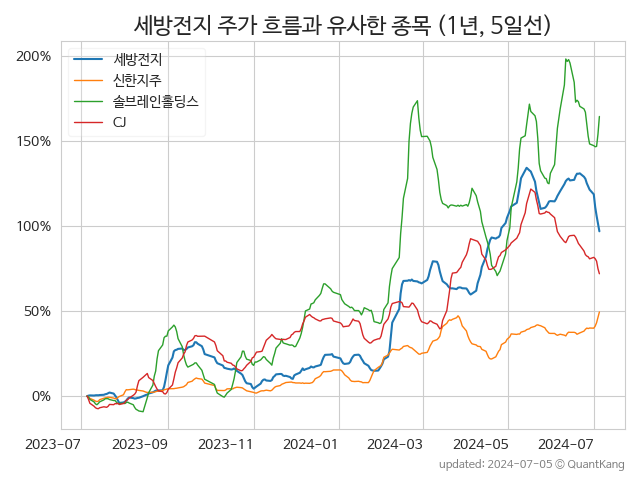 세방전지 주가 흐름과 유사한 종목 (1년, 5일선)
세방전지
신한지주
솔브레인홀딩스
CJ
200%
150%
100%
50%
0%
2023-07
2023-09
2023-11
2024-01
2024-03
2024-05
2024-07
updated: 2024-07-05 © QuantKang